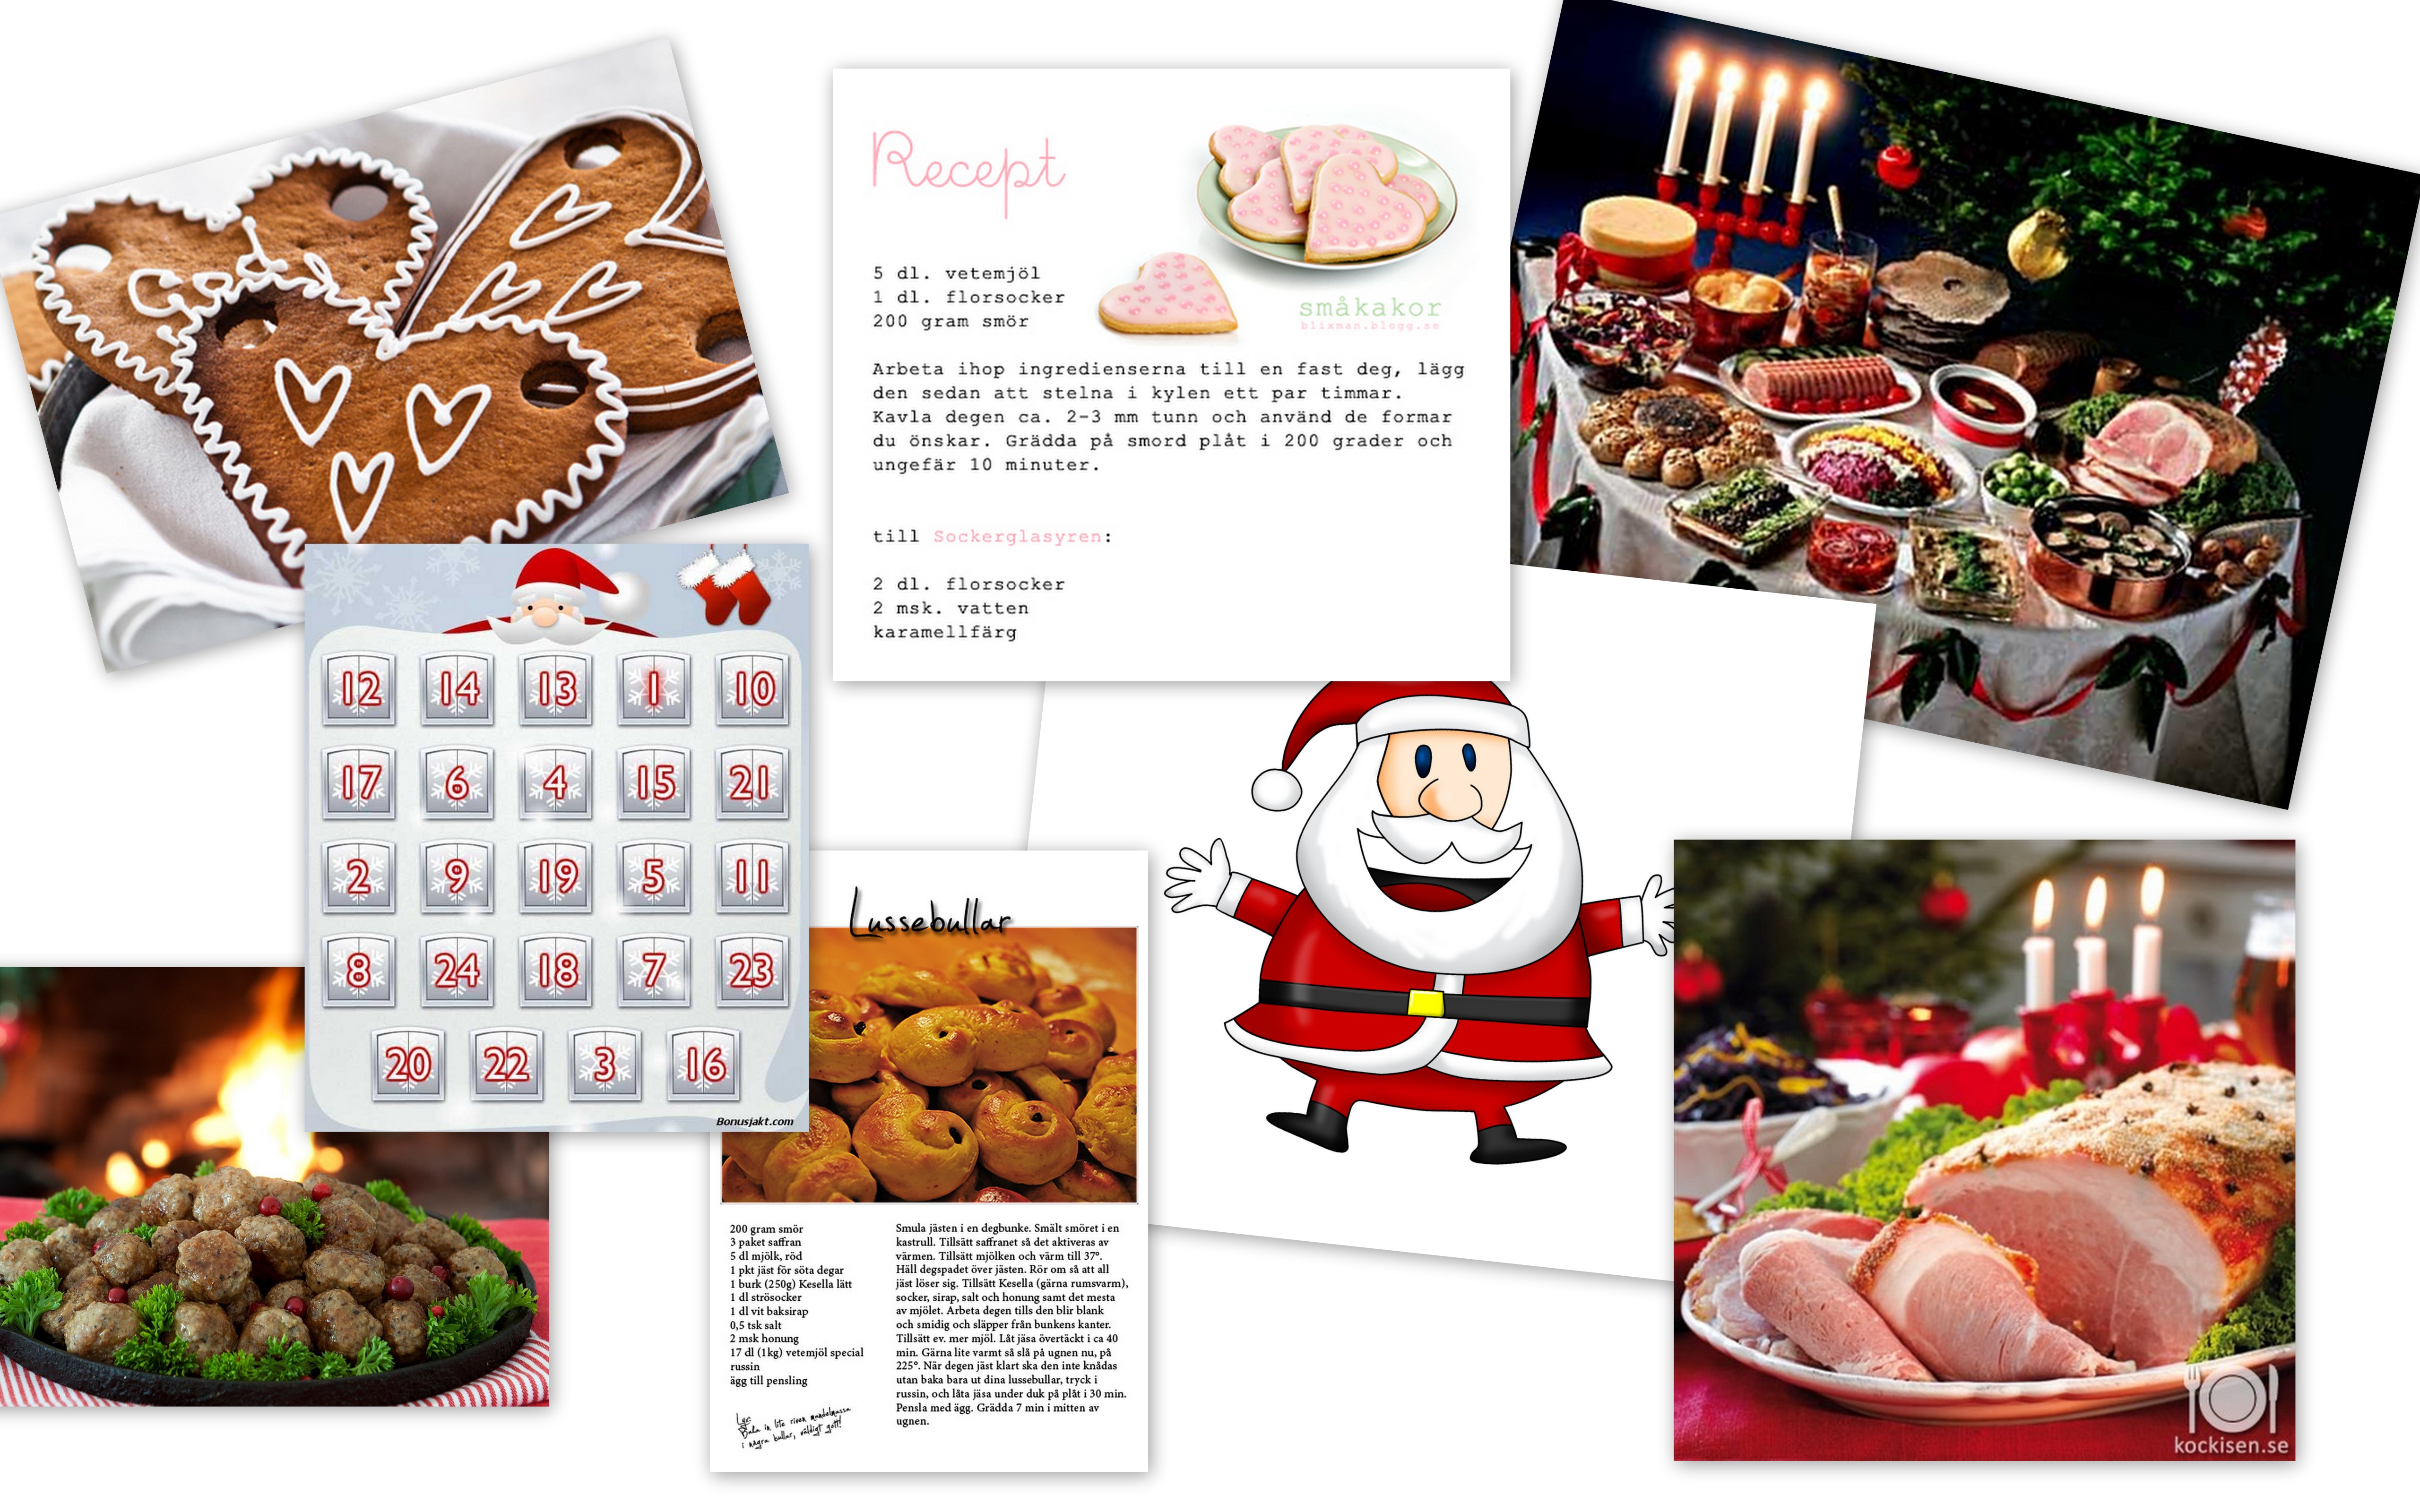 God Jul
Recept
småkakor
blixman.blogg.se
5 dl. vetemjöl
1 dl. florsocker
200 gram smör
Arbeta ihop ingredienserna till en fast deg, lägg
den sedan att stelna i kylen ett par timmar.
Kavla degen ca. 2-3 mm tunn och använd de formar
du önskar. Grädda på smord plåt i 200 grader och
ungefär 10 minuter.
till Sockerglasyren:
2 dl. florsocker
2 msk. vatten
karamellfärg
12 14 13 1 10
17 6 4 15 21
2 9 19 5 11
8 24 18 7 23
20 22 3 16
Bonusjakt.com
Lussebullar
200 gram smör
3 paket saffran
5 dl mjölk, röd
1 pkt jäst för söta degar
1 burk (250g) Kesella lätt
1 dl strösocker
1 dl vit baksirap
0,5 tsk salt
2 msk honung
17 dl (1kg) vetemjöl special
russin
ägg till pensling
Smula jästen i en degbunke. Smält smöret i en
kastrull. Tillsätt saffranet så det aktiveras av
värmen. Tillsätt mjölken och värm till 37°.
Häll degspadet över jästen. Rör om så att all
jäst löser sig. Tillsätt Kesella (gärna rumsvarm),
socker, sirap, salt och honung samt det mesta
av mjölet. Arbeta degen tills den blir blank
och smidig och släpper från bunkens kanter.
Tillsätt ev. mer mjöl. Låt jäsa övertäckt i ca 40
min. Gärna lite varmt så slå på ugnen nu, på
225°. När degen jäst klart ska den inte knådas
utan baka bara ut dina lussebullar, tryck i
russin, och låta jäsa under duk på plåt i 30 min.
Pensla med ägg. Grädda 7 min i mitten av
ugnen.
Baka in lite riven mandelmassa
i några bullar, väldigt gott!
kockisen.se